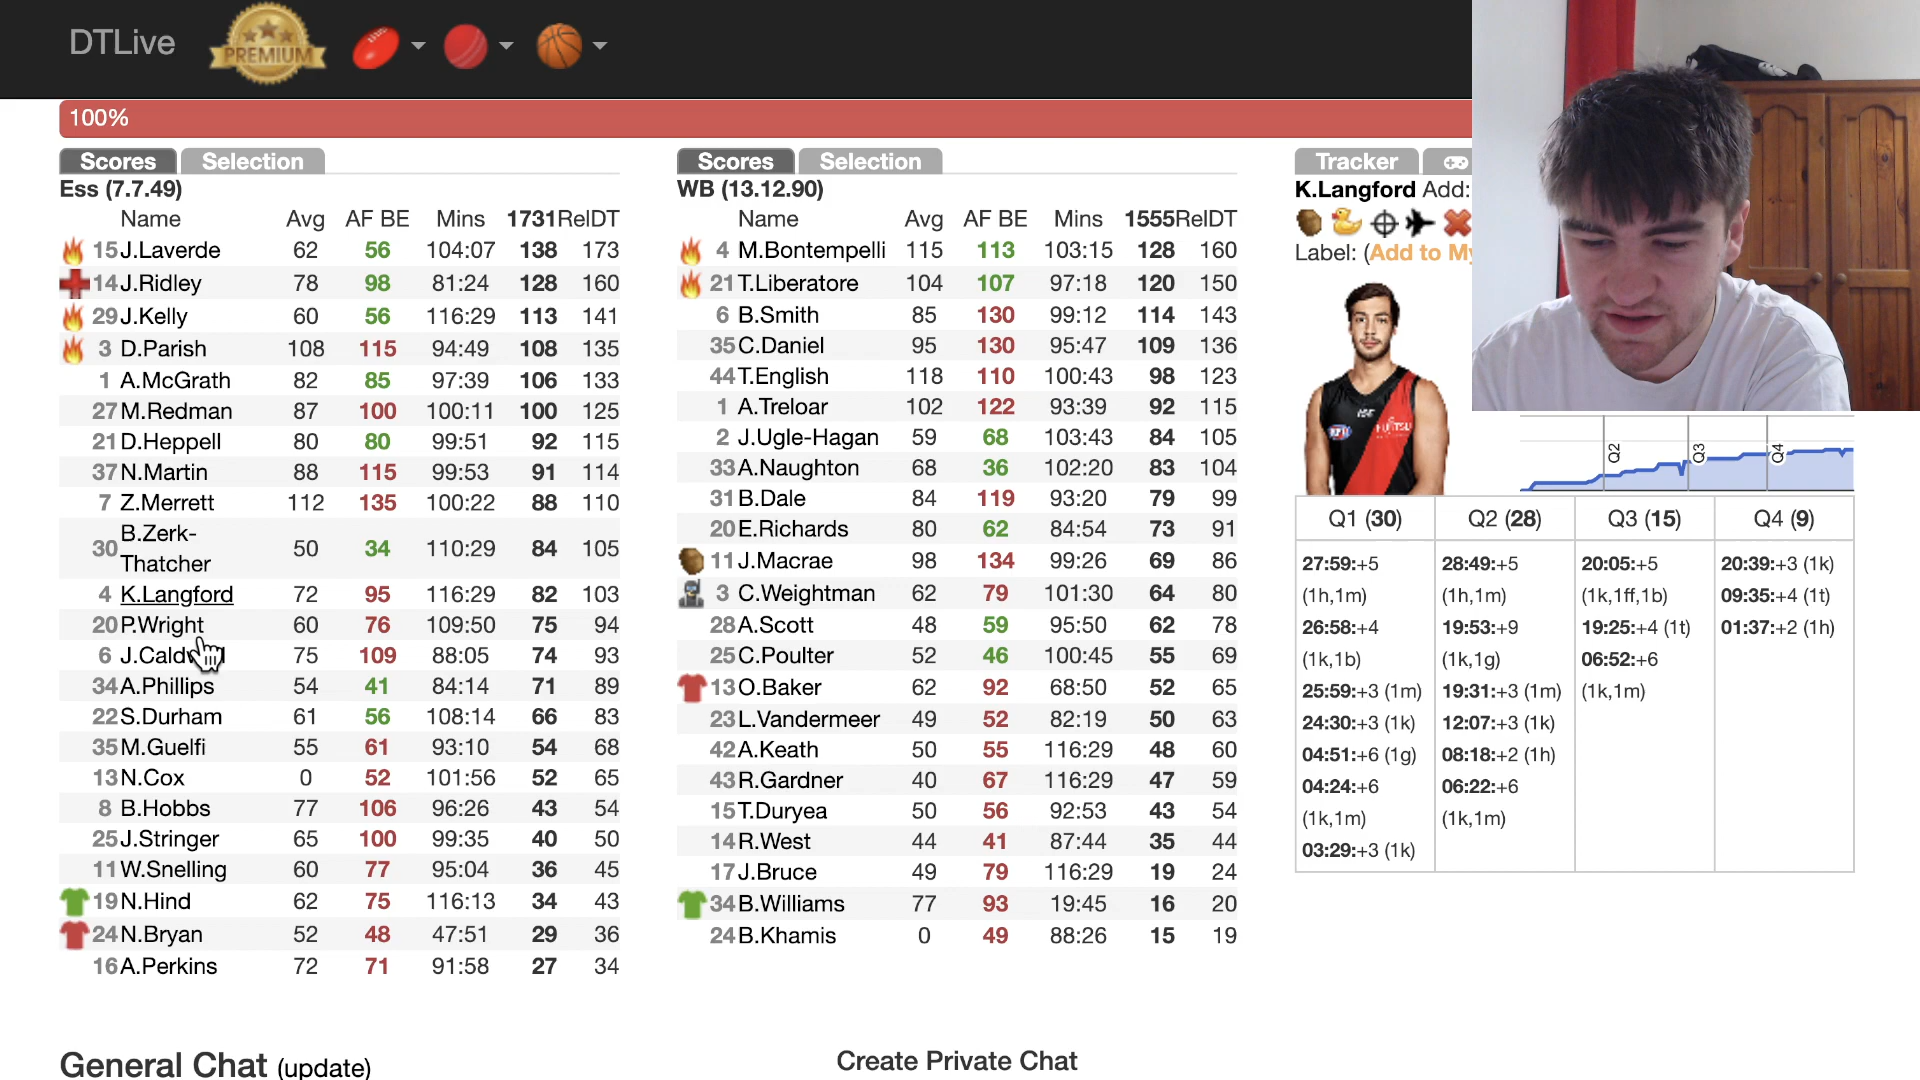 DTLive
PREMIUM
100%
Scores Selection
Ess (7.7.49)
Name Avg AF BE Mins 1731 RelDT
15 J.Laverde 62 56 104:07 138 173
14 J.Ridley 78 98 81:24 128 160
29 J.Kelly 60 56 116:29 113 141
3 D.Parish 108 115 94:49 108 135
1 A.McGrath 82 85 97:39 106 133
27 M.Redman 87 100 100:11 100 125
21 D.Heppell 80 80 99:51 92 115
37 N.Martin 88 115 99:53 91 114
7 Z.Merrett 112 135 100:22 88 110
30 B.Zerk-
Thatcher 50 34 110:29 84 105
4 K.Langford 72 95 116:29 82 103
20 P.Wright 60 76 109:50 75 94
6 75 109 88:05 74 93
34 A.Phillips 54 41 84:14 71 89
22 S.Durham 61 56 108:14 66 83
35 M.Guelfi 55 61 93:10 54 68
13 N.Cox 0 52 101:56 52 65
8 B.Hobbs 77 106 96:26 43 54
25 J.Stringer 65 100 99:35 40 50
11 W.Snelling 60 77 95:04 36 45
19 N.Hind 62 75 116:13 34 43
24 N.Bryan 52 48 47:51 29 36
16 A.Perkins 72 71 91:58 27 34
Scores Selection
WB (13.12.90)
Name Avg AF BE Mins 1555 RelDT
4 M.Bontempelli 115 113 103:15 128 160
21 T.Liberatore 104 107 97:18 120 150
6 B.Smith 85 130 99:12 114 143
35 C.Daniel 95 130 95:47 109 136
44 T.English 118 110 100:43 98 123
1 A.Treloar 102 122 93:39 92 115
2 J.Ugle-Hagan 59 68 103:43 84 105
33 A.Naughton 68 36 102:20 83 104
31 B.Dale 84 119 93:20 79 99
20 E.Richards 80 62 84:54 73 91
11 J.Macrae 98 134 99:26 69 86
3 C.Weightman 62 79 101:30 64 80
28 A.Scott 48 59 95:50 62 78
25 C.Poulter 52 46 100:45 55 69
13 O.Baker 62 92 68:50 52 65
23 L.Vandermeer 49 52 82:19 50 63
42 A.Keath 50 55 116:29 48 60
43 R.Gardner 40 67 116:29 47 59
15 T.Duryea 50 56 92:53 43 54
14 R.West 44 41 87:44 35 44
17 J.Bruce 49 79 116:29 19 24
34 B.Williams 77 93 19:45 16 20
24 B.Khamis 0 49 88:26 15 19
Tracker
K.Langford Add:
Label: (Add to My
FUJITSU
Q2 Q3 Q4
Q1 (30) Q2 (28) Q3 (15) Q4 (9)
27:59:+5 28:49:+5 20:05:+5 20:39:+3 (1k)
(1h,1m) (1h,1m) (1k,1ff,1b) 09:35:+4 (1t)
26:58:+4 19:53:+9 19:25:+4 (1t) 01:37:+2 (1h)
(1k,1b) (1k,1g) 06:52:+6
25:59:+3 (1m) 19:31:+3 (1m) (1k,1m)
24:30:+3 (1k) 12:07:+3 (1k)
04:51:+6 (1g) 08:18:+2 (1h)
04:24:+6 06:22:+6
(1k,1m) (1k,1m)
03:29:+3 (1k)
General Chat (update)
Create Private Chat